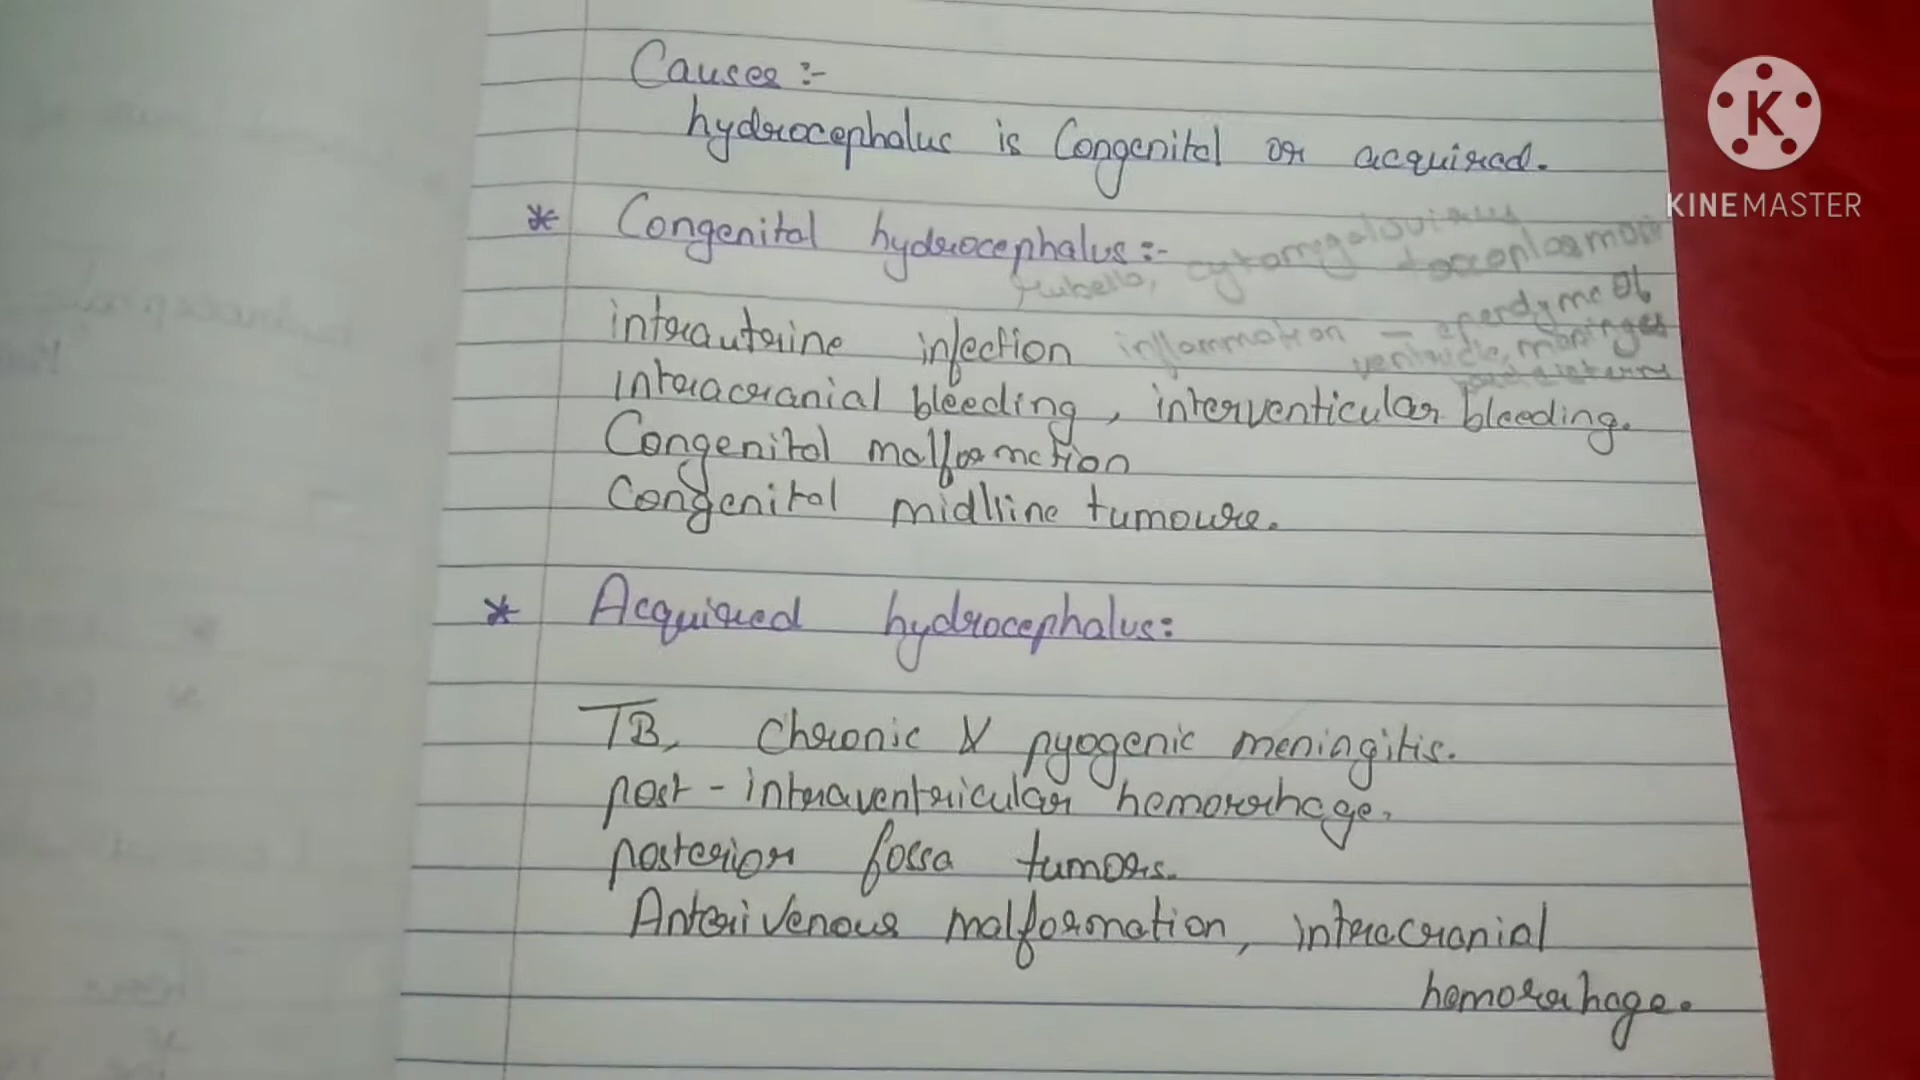 Causes :-
hydrocephalus is Congenital or acquired.
* Congenital hydrocephalus :-
rubella, cytomegalovirus
toxoplasmosis
intrauterine infection inflammation - ependyma of
ventricle, meninges
intracranial bleeding, interventicular bleeding.
Congenital malformation
Congenital midline tumoure.
* Acquired hydrocephalus :
TB, Chronic & pyogenic meningitis.
post - intraventricular hemorrhage.
posterior fossa tumors.
Anterivenous malformation, intracranial
hemorrhage.
K
KINEMASTER